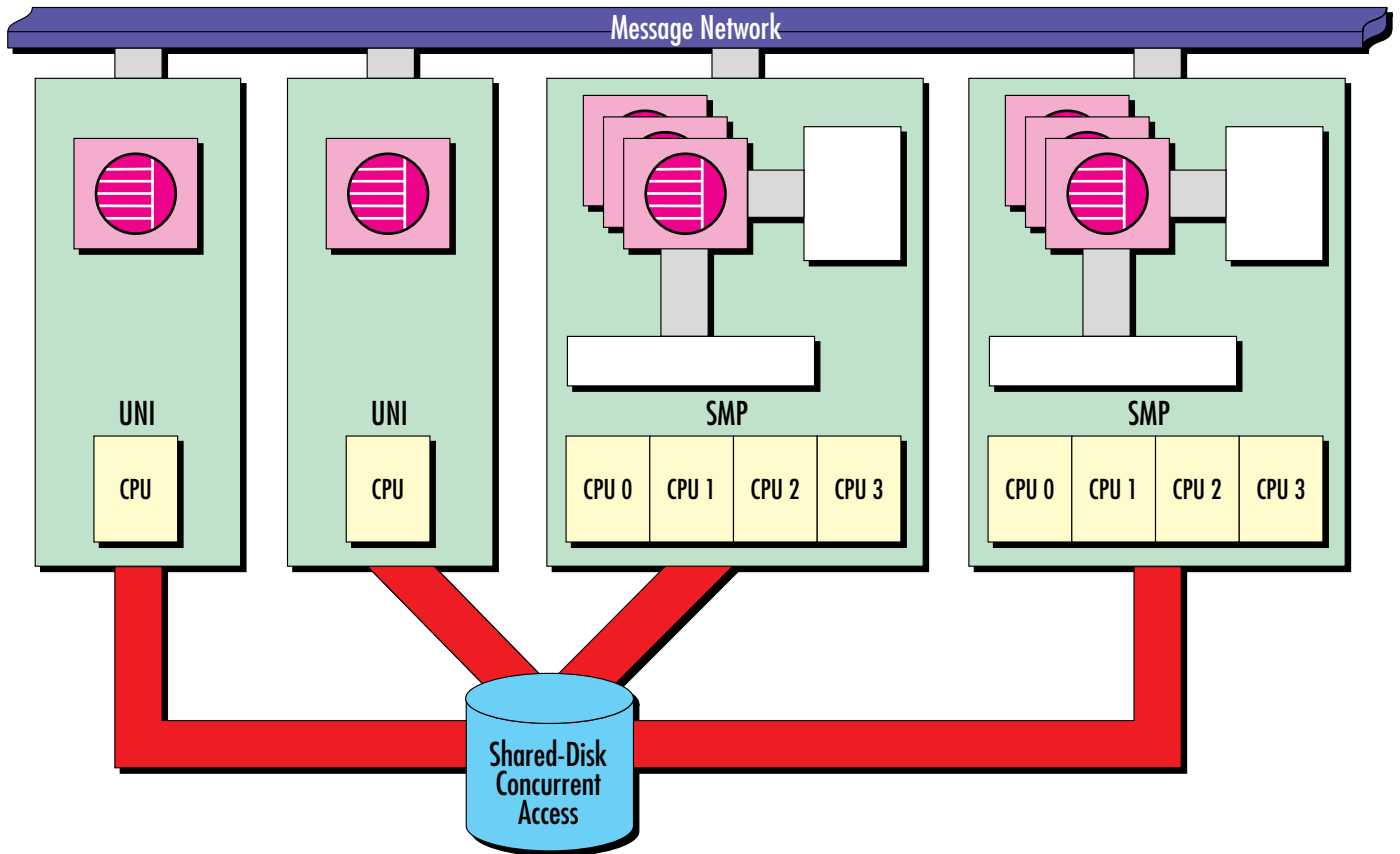 Message Network
UNI
UNI
SMP
SMP
CPU
CPU
CPU 0
CPU 1
CPU 2
CPU 3
CPU 0
CPU 1
CPU 2
CPU 3
Shared-Disk
Concurrent
Access